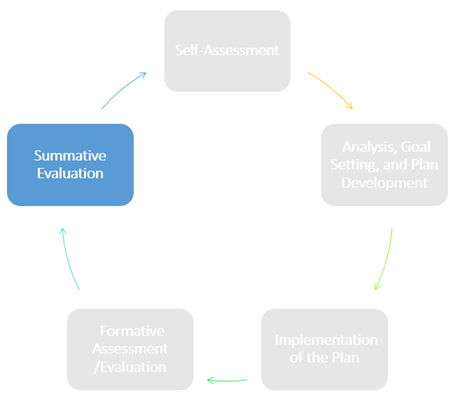 Self-Assessment
Analysis, Goal
Setting, and Plan
Development
Implementation
of the Plan
Formative
Assessment
/Evaluation
Summative
Evaluation